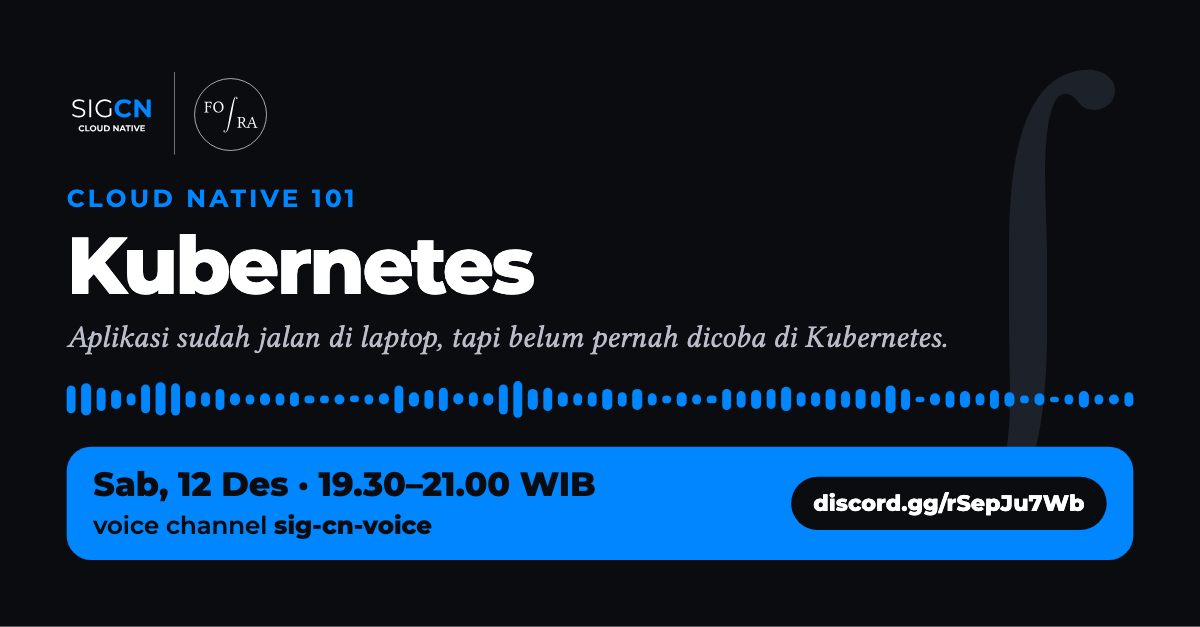 SIGCN
CLOUD NATIVE
FO
RA
CLOUD NATIVE 101
Kubernetes
Aplikasi sudah jalan di laptop, tapi belum pernah dicoba di Kubernetes.
Sab, 12 Des · 19.30–21.00 WIB
voice channel sig-cn-voice
discord.gg/rSepJu7Wb